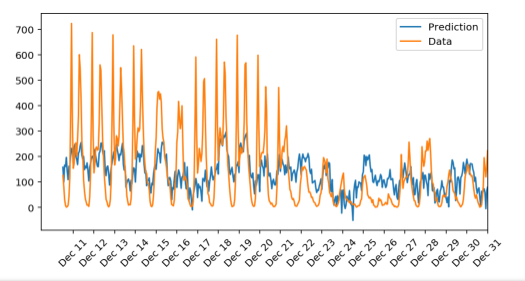 Prediction
Data
700
600
500
400
300
200
100
0
Dec 11
Dec 12
Dec 13
Dec 14
Dec 15
Dec 16
Dec 17
Dec 18
Dec 19
Dec 20
Dec 21
Dec 22
Dec 23
Dec 24
Dec 25
Dec 26
Dec 27
Dec 28
Dec 29
Dec 30
Dec 31